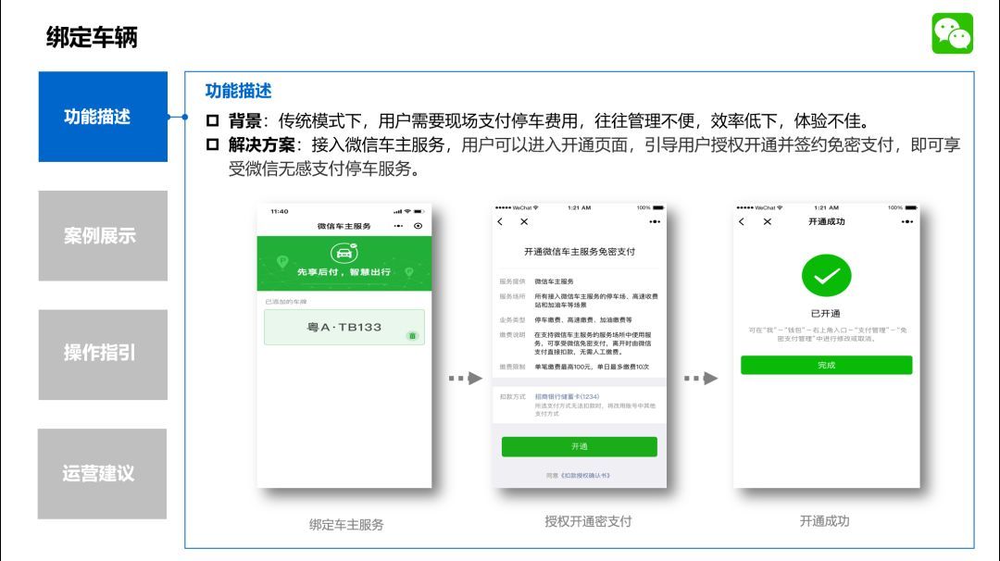 绑定车辆
功能描述
案例展示
操作指引
运营建议
功能描述
背景：传统模式下，用户需要现场支付停车费用，往往管理不便，效率低下，体验不佳。
解决方案：接入微信车主服务，用户可以进入开通页面，引导用户授权开通并签约免密支付，即可享
受微信无感支付停车服务。
11:40
微信车主服务
先享后付，智慧出行
已添加的车牌
粤A·TB133
绑定车主服务
WeChat 1:21 AM 100%
开通微信车主服务免密支付
服务提供 微信车主服务
服务场所 所有接入微信车主服务的停车场、高速收费
站和加油车等场景
业务类型 停车缴费、高速缴费、加油缴费等
缴费说明 在支持微信车主服务的服务场所中使用服
务，可享受微信免密支付，离开时由微信
支付直接扣款，无需人工缴费。
缴费限制 单笔缴费最高100元，单日最多缴费10次
扣款方式 招商银行储蓄卡(1234)
所选支付方式无法扣款时，将改用账号中其他
支付方式
开通
同意《扣款授权确认书》
授权开通密支付
WeChat 1:21 AM 100%
开通成功
已开通
可在“我”－“钱包”－右上角入口－“支付管理”－“免
密支付管理”中进行修改或取消。
完成
开通成功